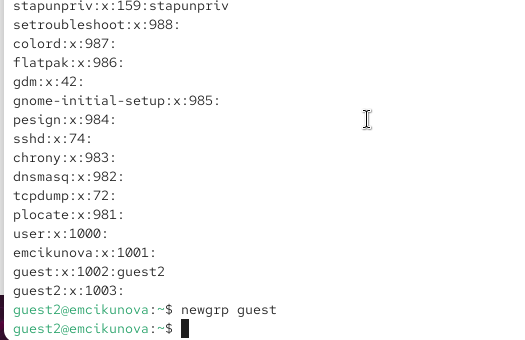 stapunpriv:x:159:stapunpriv
setroubleshoot:x:988:
colord:x:987:
flatpak:x:986:
gdm:x:42:
gnome-initial-setup:x:985:
pesign:x:984:
sshd:x:74:
chrony:x:983:
dnsmasq:x:982:
tcpdump:x:72:
plocate:x:981:
user:x:1000:
emcikunova:x:1001:
guest:x:1002:guest2
guest2:x:1003:
guest2@emcikunova:~$ newgrp guest
guest2@emcikunova:~$